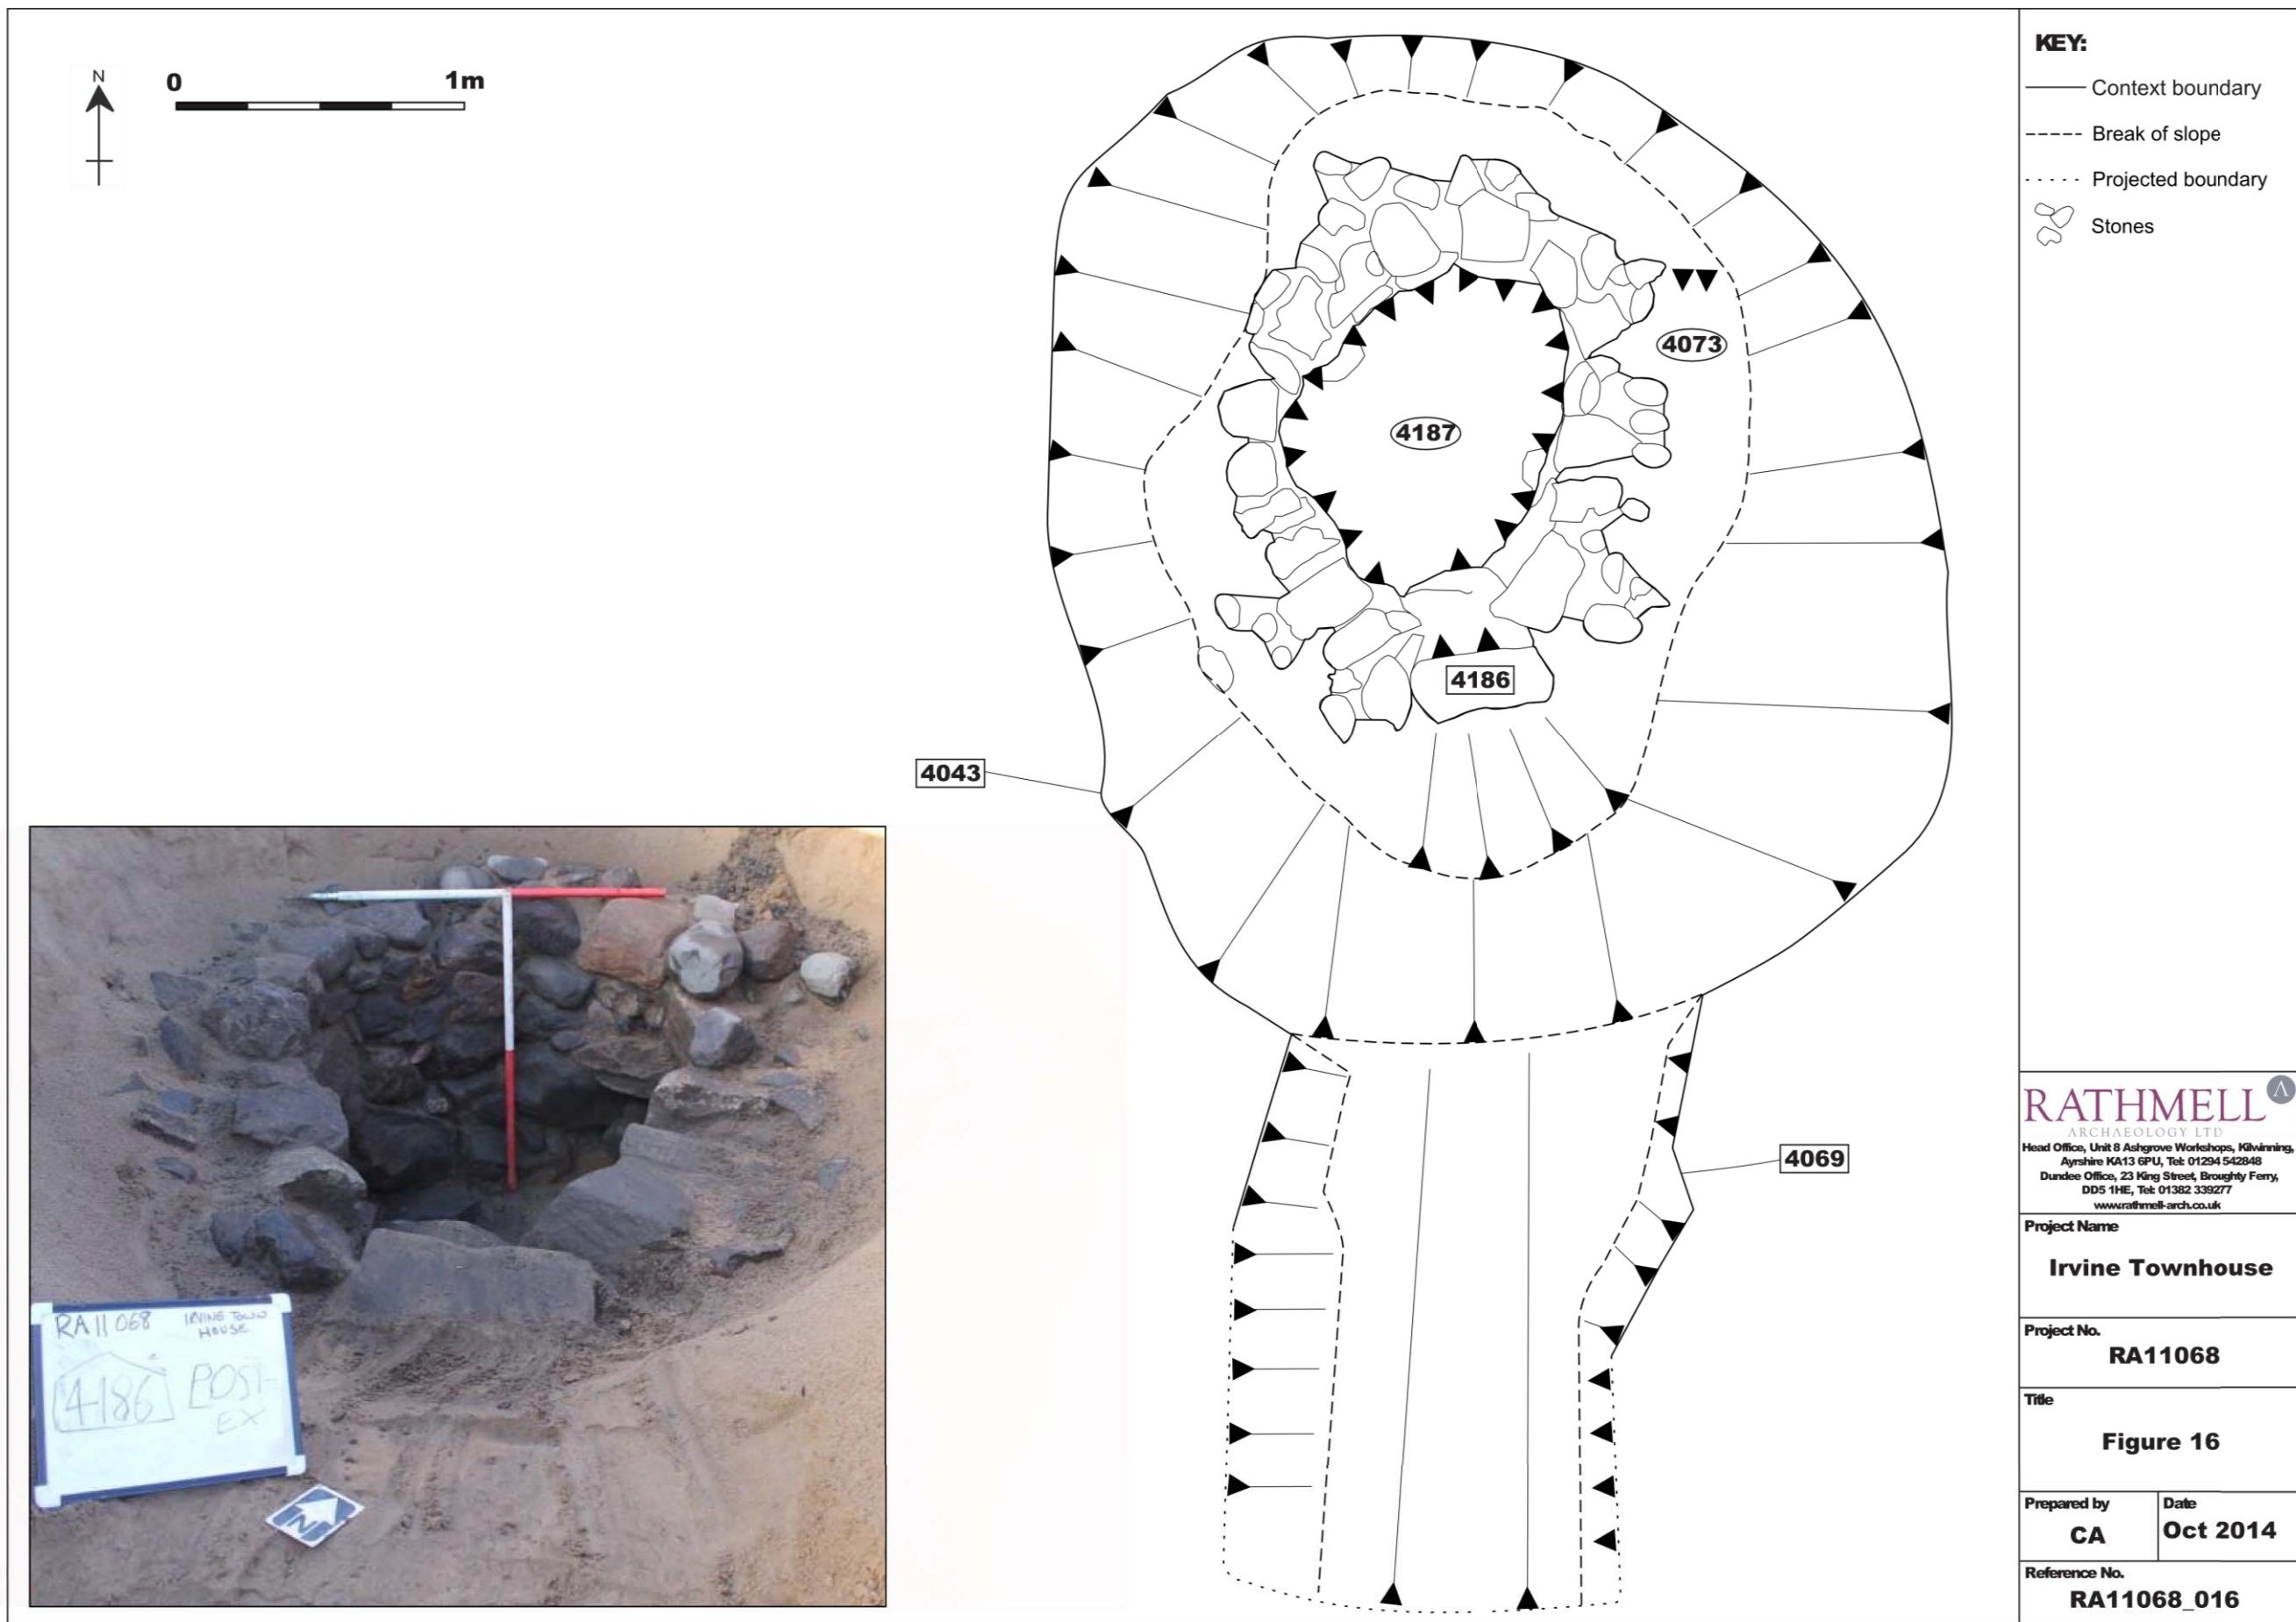 N
0 1m
4073
4187
4186
4043
4069
RA11068 IRVINE TOWN
HOUSE
4186 POST-
EX
N
KEY:
Context boundary
Break of slope
Projected boundary
Stones
RATHMELL
ARCHAEOLOGY LTD
Head Office, Unit 8 Ashgrove Workshops, Kilwinning,
Ayrshire KA13 6PU, Tel: 01294 542848
Dundee Office, 23 King Street, Broughty Ferry,
DD5 1HE, Tel: 01382 339277
www.rathmell-arch.co.uk
Project Name
Irvine Townhouse
Project No.
RA11068
Title
Figure 16
Prepared by
CA
Date
Oct 2014
Reference No.
RA11068_016